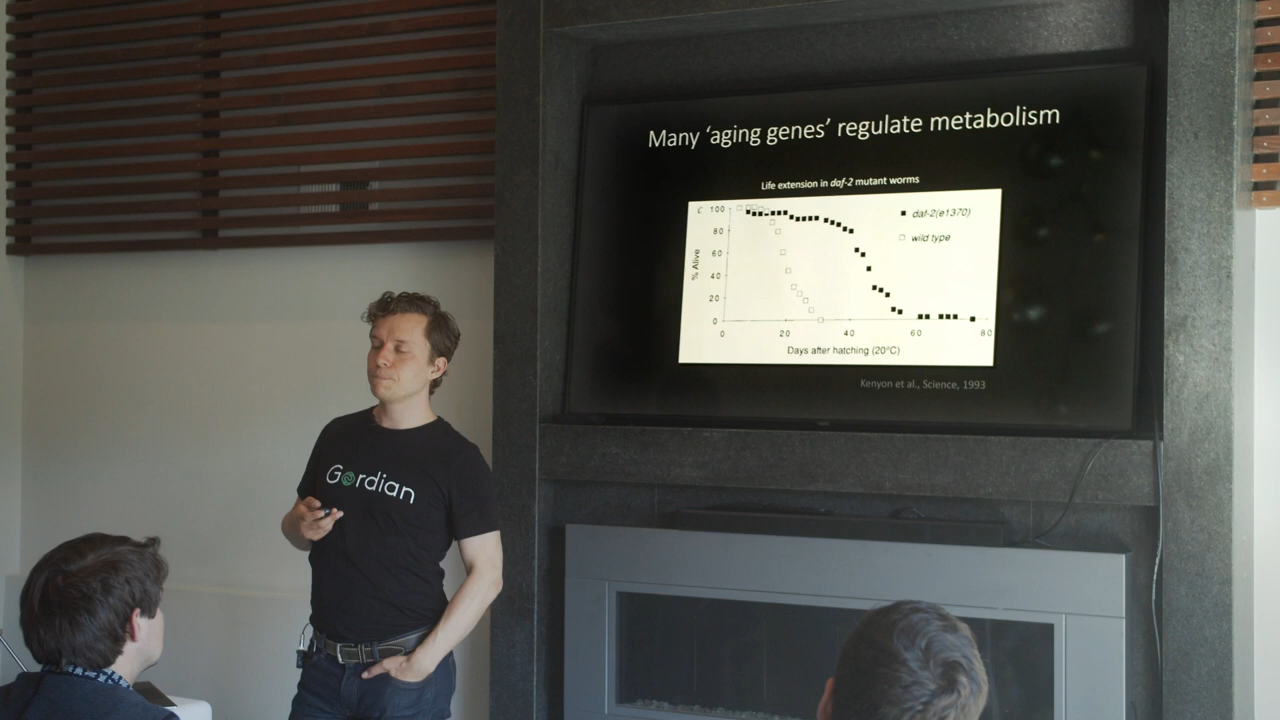 Many ‘aging genes’ regulate metabolism
Life extension in daf-2 mutant worms
C
100
80
60
40
20
0
% Alive
daf-2(e1370)
wild type
0 20 40 60 80
Days after hatching (20°C)
Kenyon et al., Science, 1993
Gordian